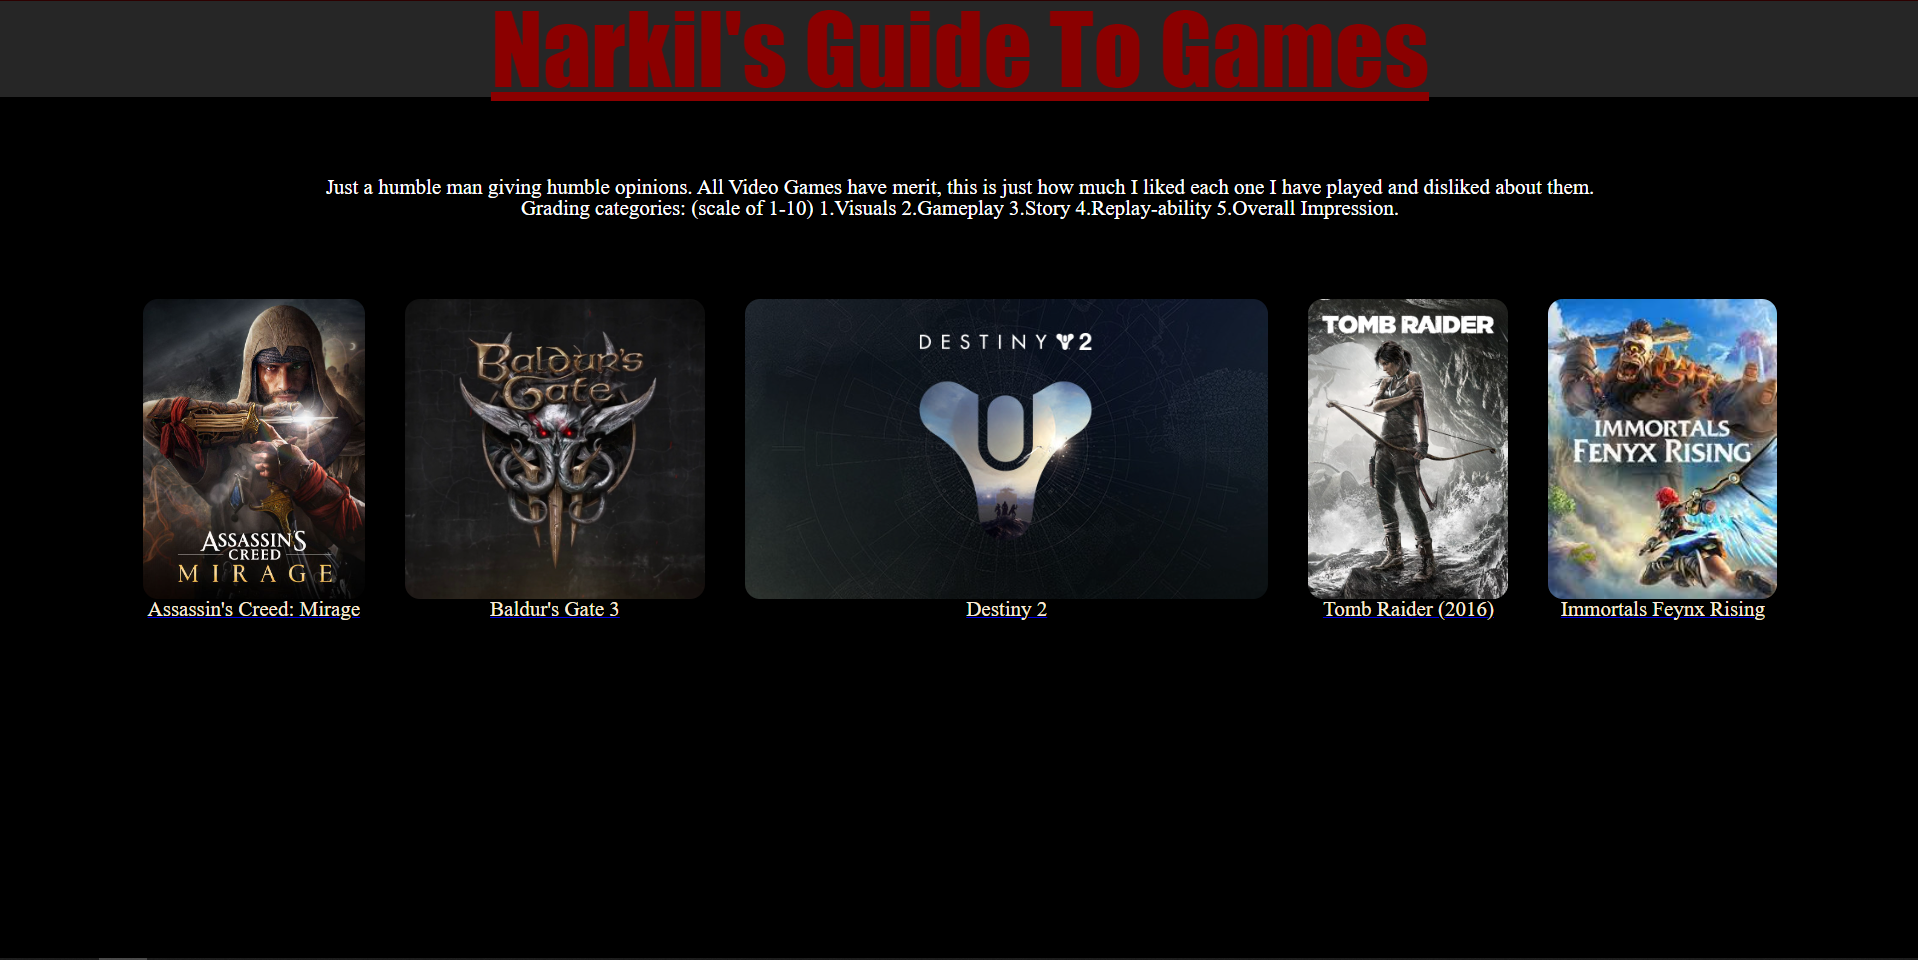 Narkil's Guide To Games
Just a humble man giving humble opinions. All Video Games have merit, this is just how much I liked each one I have played and disliked about them.
Grading categories: (scale of 1-10) 1.Visuals 2.Gameplay 3.Story 4.Replay-ability 5.Overall Impression.
ASSASSIN'S
CREED
MIRAGE
Assassin's Creed: Mirage
Baldur's
Gate
Baldur's Gate 3
DESTINY 2
Destiny 2
TOMB RAIDER
Tomb Raider (2016)
IMMORTALS
FENYX RISING
Immortals Feynx Rising